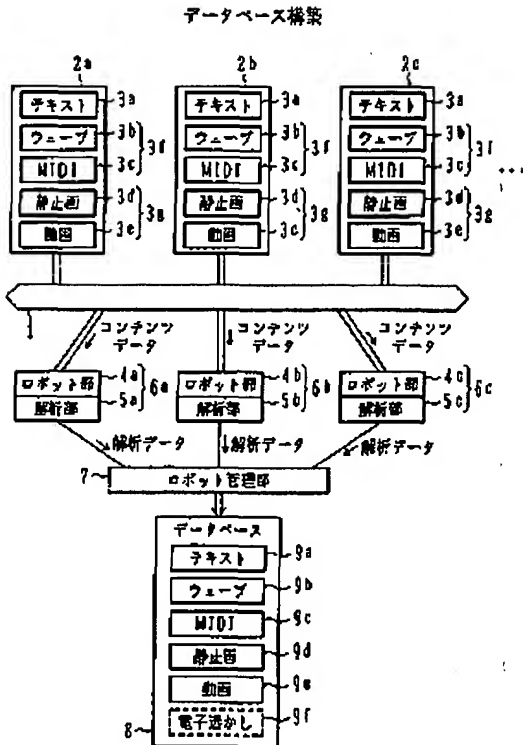 データベース構築
2a 2b 2c
テキスト 3a テキスト 3a テキスト 3a
ウェーブ 3b ウェーブ 3b ウェーブ 3b
3f 3f 3f
MIDI 3c MIDI 3c MIDI 3c
静止画 3d 静止画 3d 静止画 3d
3g 3g 3g
動画 3e 動画 3e 動画 3e
1
コンテンツ コンテンツ コンテンツ
データ データ データ
ロボット部 4a ロボット部 4b ロボット部 4c
6a 6b 6c
解析部 5a 解析部 5b 解析部 5c
解析データ 解析データ 解析データ
7 ロボット管理部
データベース
テキスト 9a
ウェーブ 9b
MIDI 9c
静止画 9d
動画 9e
電子透かし 9f
8